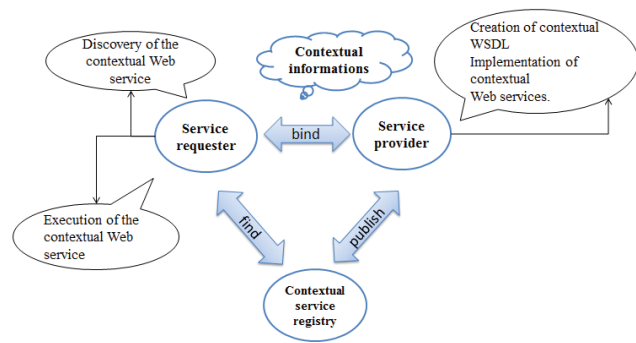 Discovery of the
contextual Web
service
Contextual
informations
Creation of contextual
WSDL
Implementation of
contextual
Web services.
Service
requester
bind
Service
provider
Execution of the
contextual Web
service
find
publish
Contextual
service
registry